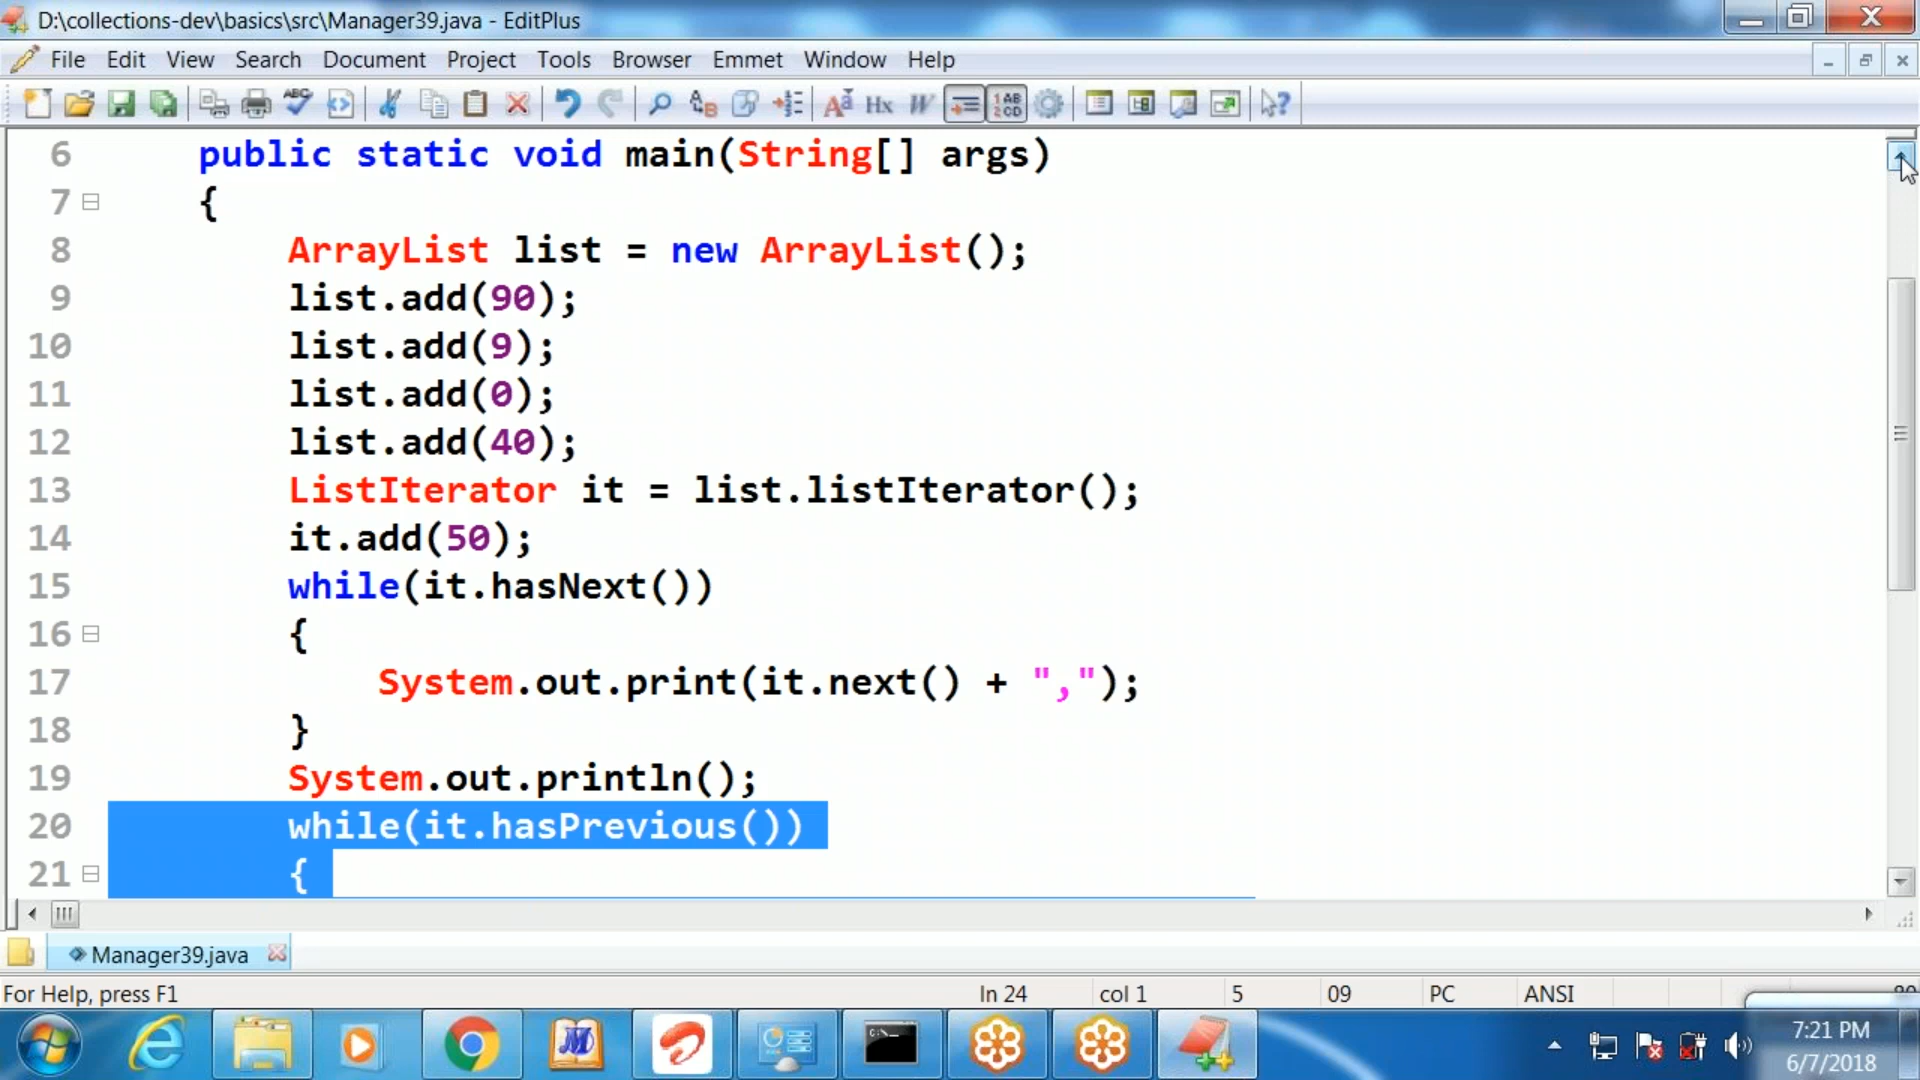 D:\collections-dev\basics\src\Manager39.java - EditPlus
File Edit View Search Document Project Tools Browser Emmet Window Help
6 public static void main(String[] args)
7 {
8 ArrayList list = new ArrayList();
9 list.add(90);
10 list.add(9);
11 list.add(0);
12 list.add(40);
13 ListIterator it = list.listIterator();
14 it.add(50);
15 while(it.hasNext())
16 {
17 System.out.print(it.next() + ",");
18 }
19 System.out.println();
20 while(it.hasPrevious())
21 {
Manager39.java
For Help, press F1 ln 24 col 1 5 09 PC ANSI
7:21 PM
6/7/2018